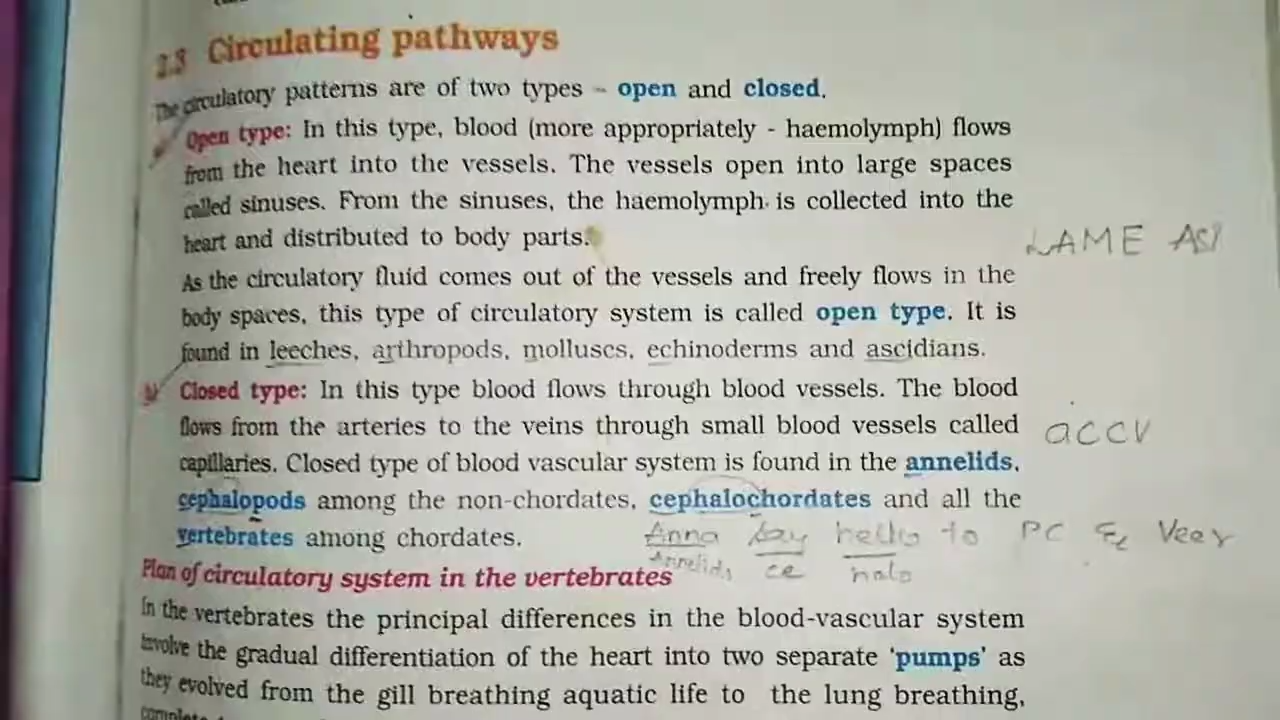 2.3 Circulating pathways
The circulatory patterns are of two types - open and closed.
Open type: In this type, blood (more appropriately - haemolymph) flows
from the heart into the vessels. The vessels open into large spaces
called sinuses. From the sinuses, the haemolymph is collected into the
heart and distributed to body parts.
LAME AS
As the circulatory fluid comes out of the vessels and freely flows in the
body spaces, this type of circulatory system is called open type. It is
found in leeches, arthropods, molluscs, echinoderms and ascidians.
Closed type: In this type blood flows through blood vessels. The blood
flows from the arteries to the veins through small blood vessels called
accv
capillaries. Closed type of blood vascular system is found in the annelids,
cephalopods among the non-chordates, cephalochordates and all the
vertebrates among chordates.
Anna say hello to PC & Veer
Annelids ce halo
Plan of circulatory system in the vertebrates
In the vertebrates the principal differences in the blood-vascular system
involve the gradual differentiation of the heart into two separate 'pumps' as
they evolved from the gill breathing aquatic life to the lung breathing,